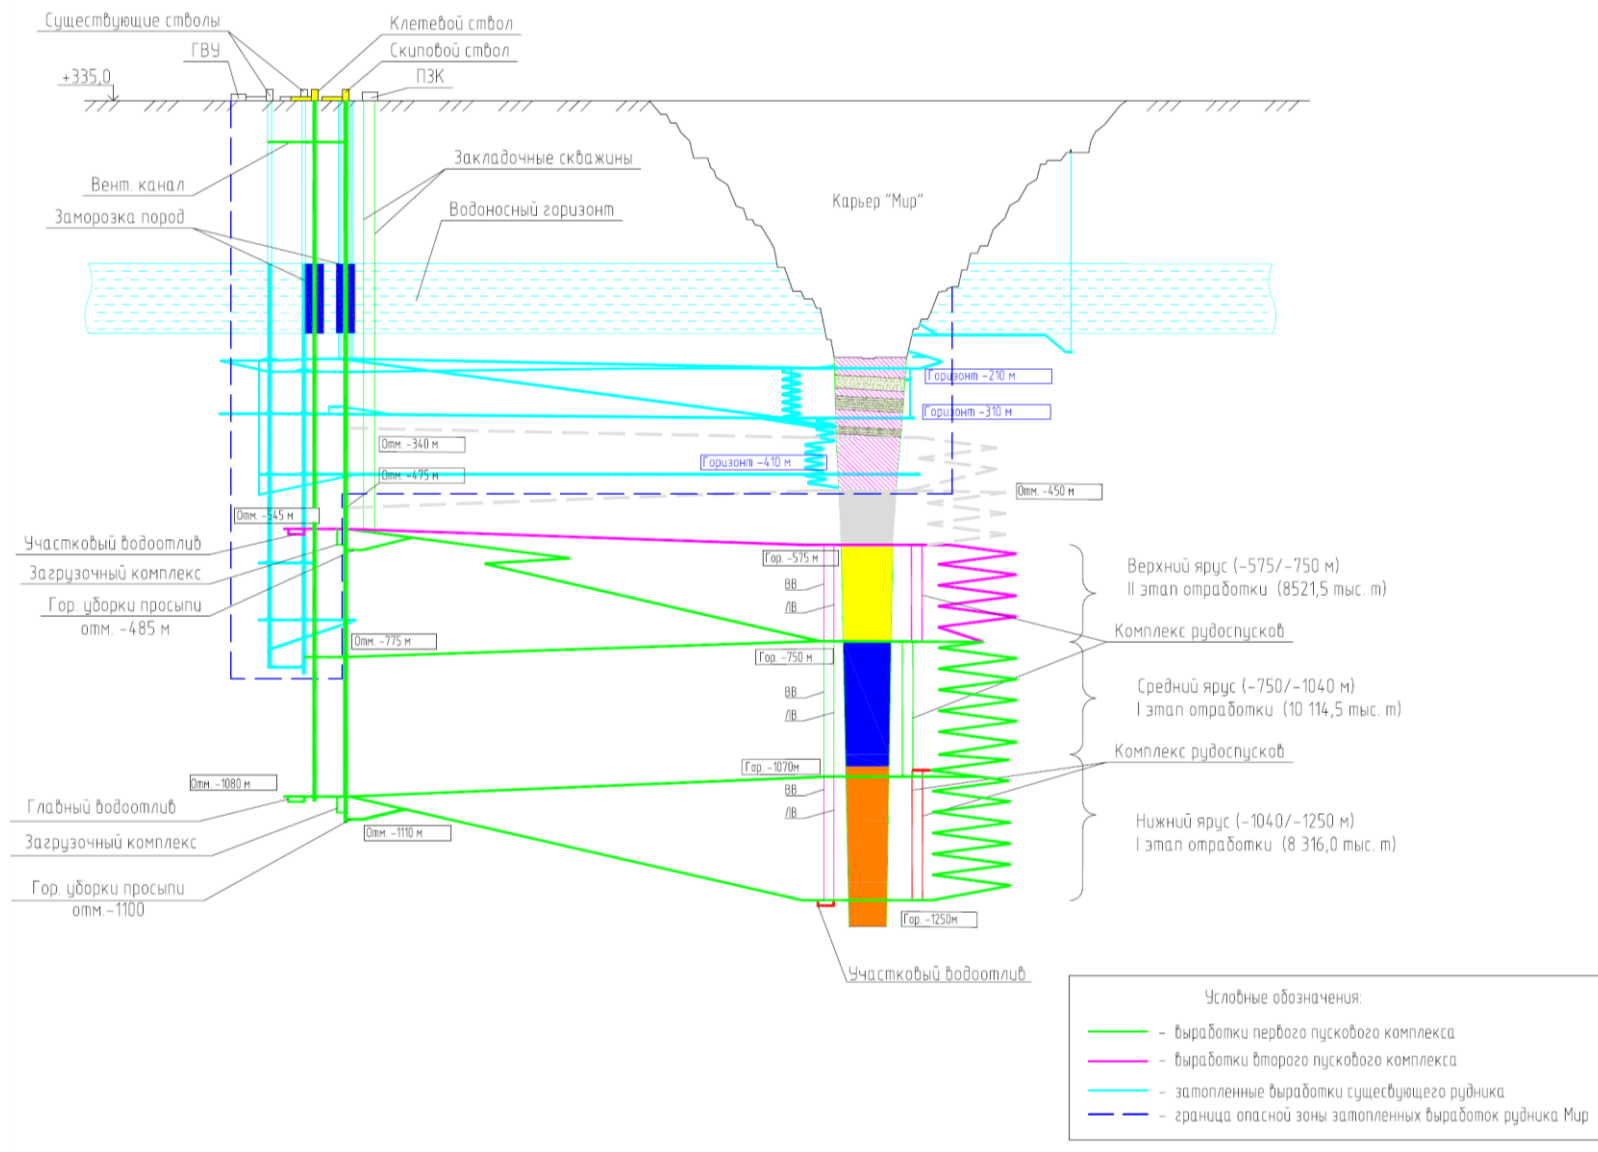 Существующие стволы
ГВУ
Клетевой ствол
Скиповой ствол
ПЗК
+335,0
Вент. канал
Заморозка пород
Закладочные скважины
Водоносный горизонт
Карьер "Мир"
Горизонт -210 м
Горизонт -310 м
Отм. -340 м
Горизонт -410 м
Отм. -475 м
Отм. -450 м
Отм. -545 м
Участковый водоотлив
Загрузочный комплекс
Гор. уборки просыпи
отм. -485 м
Гор. -575 м
ВВ
ЛВ
Верхний ярус (-575/-750 м)
II этап отработки (8521,5 тыс. т)
Комплекс рудоспусков
Отм. -775 м
Гор. -750 м
ВВ
ЛВ
Средний ярус (-750/-1040 м)
I этап отработки (10 114,5 тыс. т)
Комплекс рудоспусков
Гор. -1070м
Отм. -1080 м
ВВ
ЛВ
Главный водоотлив
Загрузочный комплекс
Отм. -1110 м
Нижний ярус (-1040/-1250 м)
I этап отработки (8 316,0 тыс. т)
Гор. уборки просыпи
отм.-1100
Гор. -1250м
Участковый водоотлив
Условные обозначения:
- выработки первого пускового комплекса
- выработки второго пускового комплекса
- затопленные выработки сущесвующего рудника
- граница опасной зоны затопленных выработок рудника Мир